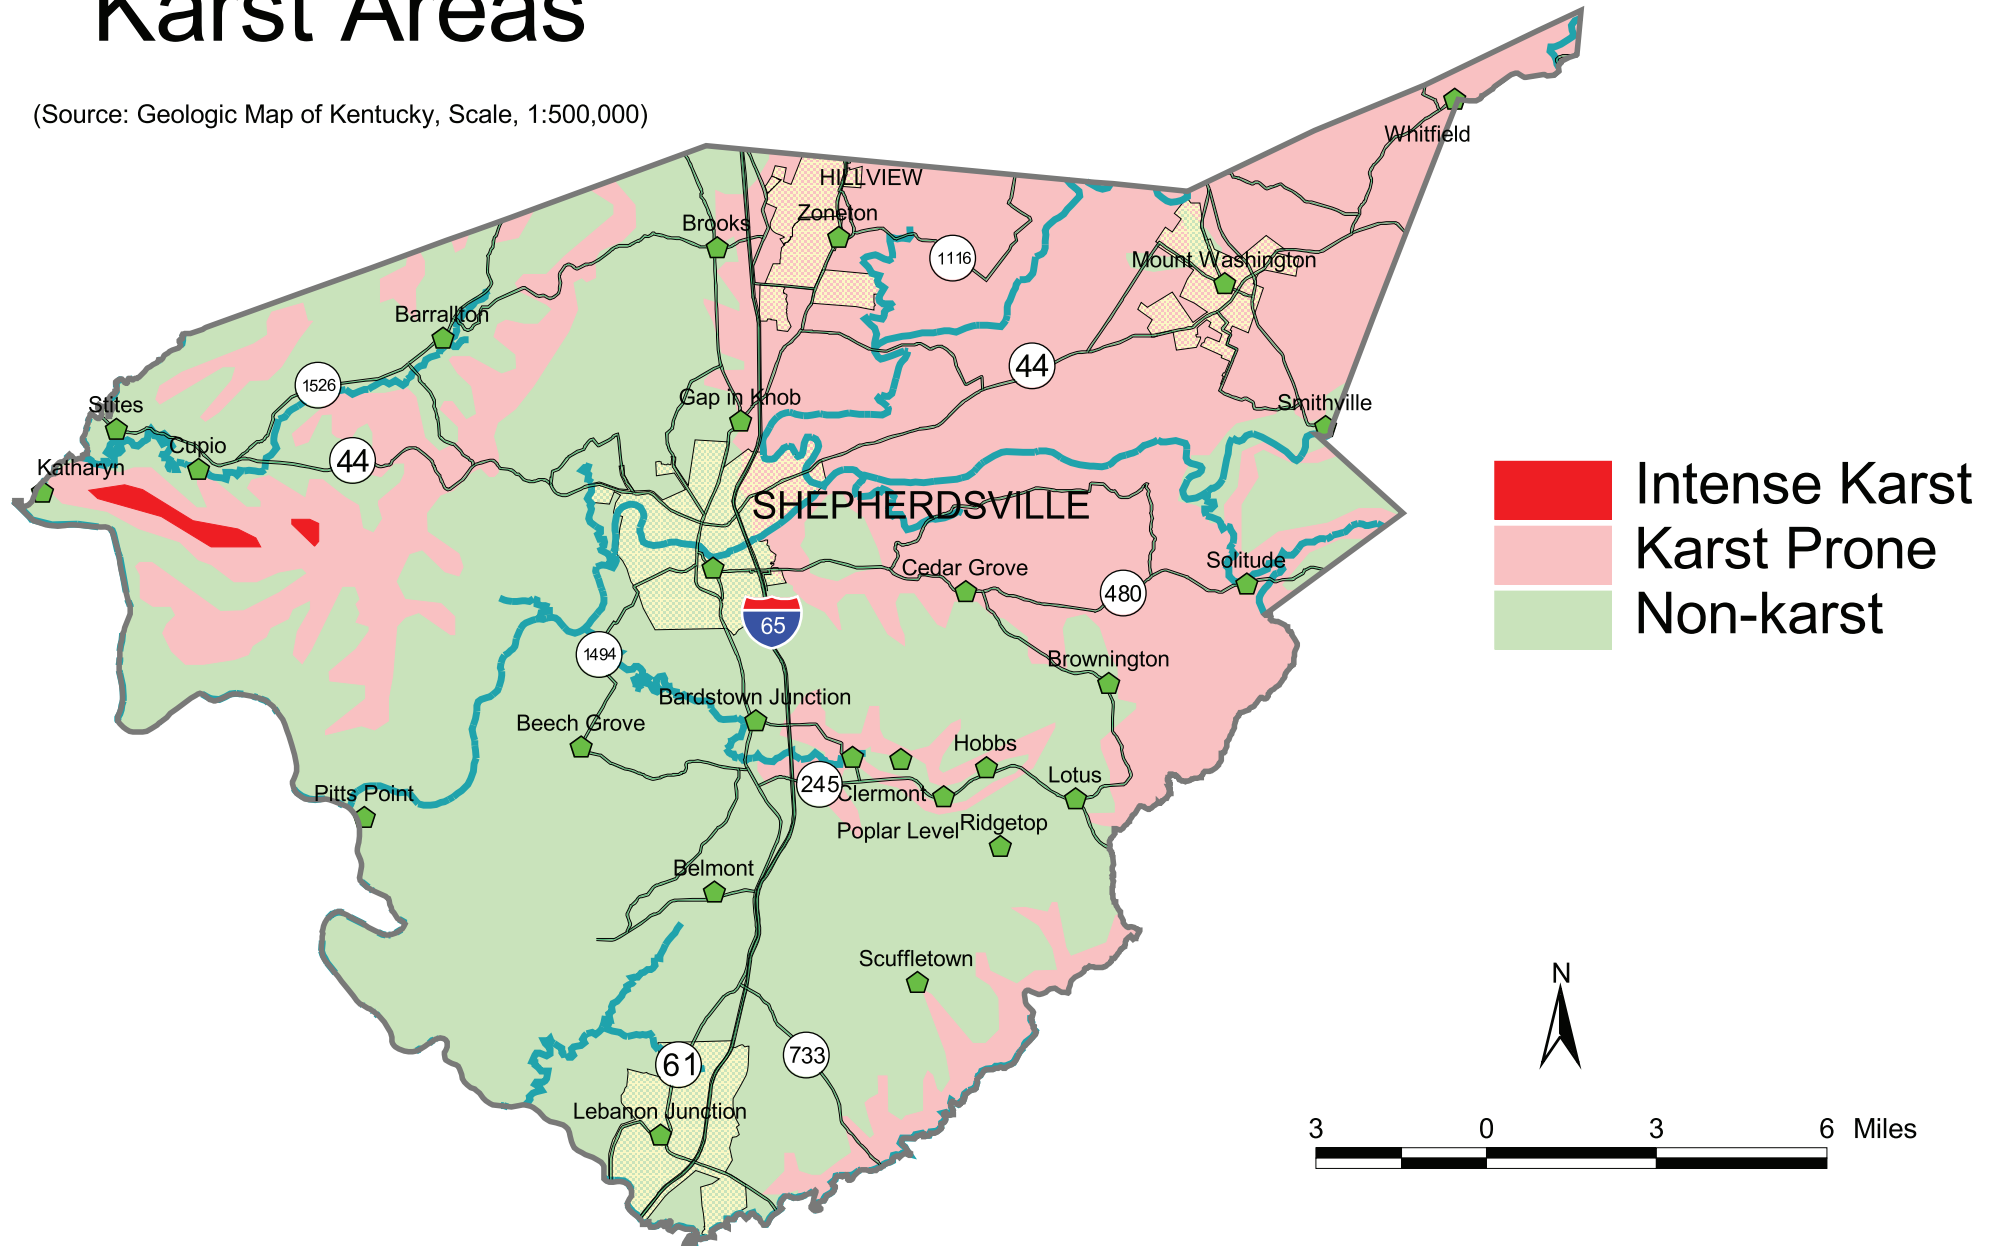 Karst Areas
(Source: Geologic Map of Kentucky, Scale, 1:500,000)
Whitfield
HILLVIEW
Zoneton
Brooks
1116
Mount Washington
Barrallton
44
1526
Gap in Knob
Stites
Smithville
Cupio
44
Katharyn
Intense Karst
SHEPHERDSVILLE
Karst Prone
Solitude
Cedar Grove
480
Non-karst
65
1494
Brownington
Bardstown Junction
Beech Grove
Hobbs
Lotus
245
Pitts Point
Clermont
Ridgetop
Poplar Level
Belmont
Scuffletown
N
733
61
Lebanon Junction
3 0 3 6 Miles